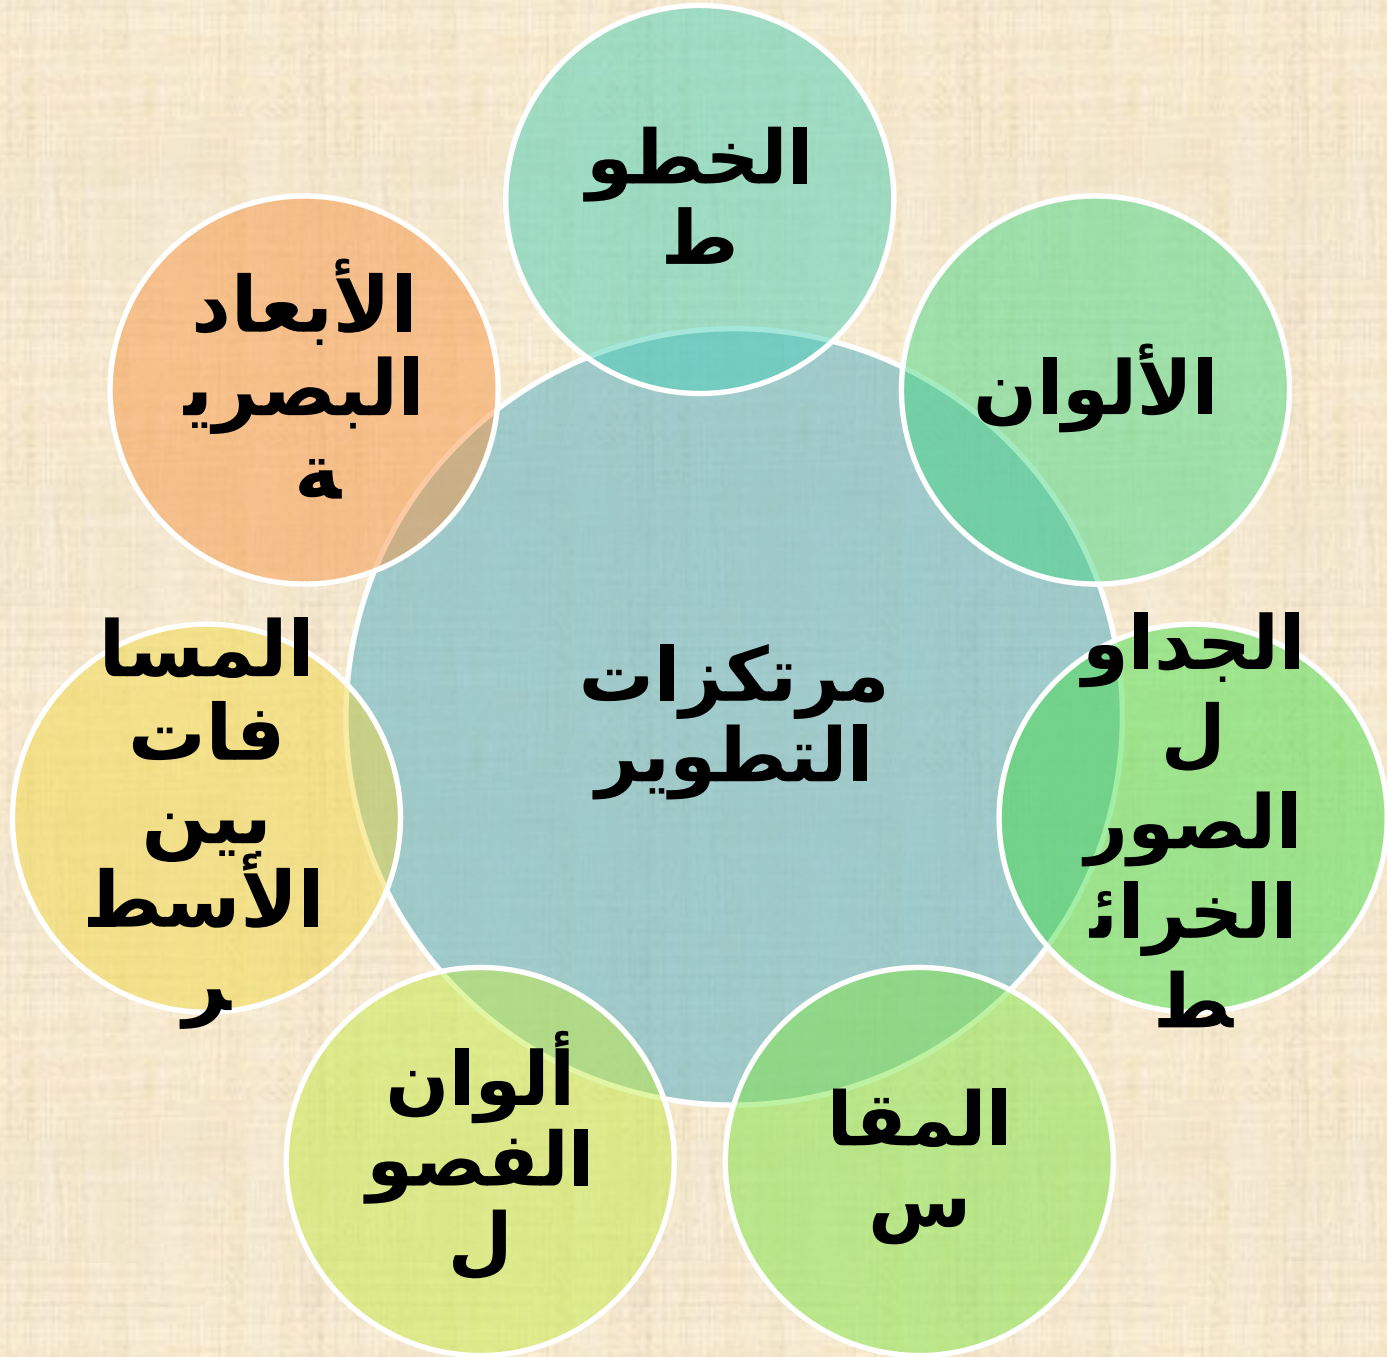 الخطو
ط
الألوان
الجداو
ل
الصور
الخرائ
ط
المقا
س
ألوان
الفصو
ل
المسا
فات
بين
الأسط
ر
الأبعاد
البصري
ة
مرتكزات
التطوير